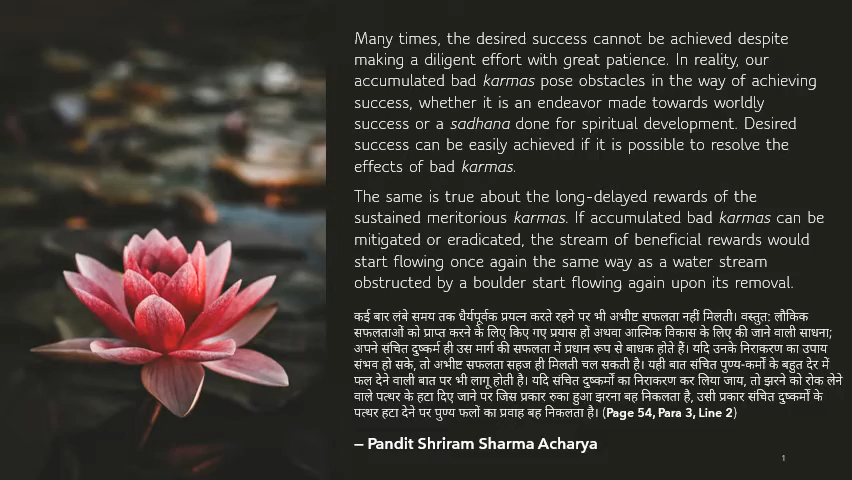 Many times, the desired success cannot be achieved despite
making a diligent effort with great patience. In reality, our
accumulated bad karmas pose obstacles in the way of achieving
success, whether it is an endeavor made towards worldly
success or a sadhana done for spiritual development. Desired
success can be easily achieved if it is possible to resolve the
effects of bad karmas.
The same is true about the long-delayed rewards of the
sustained meritorious karmas. If accumulated bad karmas can be
mitigated or eradicated, the stream of beneficial rewards would
start flowing once again the same way as a water stream
obstructed by a boulder start flowing again upon its removal.
कई बार लंबे समय तक धैर्यपूर्वक प्रयत्न करते रहने पर भी अभीष्ट सफलता नहीं मिलती। वस्तुत: लौकिक
सफलताओं को प्राप्त करने के लिए किए गए प्रयास हों अथवा आत्मिक विकास के लिए की जाने वाली साधना;
अपने संचित दुष्कर्म ही उस मार्ग की सफलता में प्रधान रूप से बाधक होते हैं। यदि उनके निराकरण का उपाय
संभव हो सके, तो अभीष्ट सफलता सहज ही मिलती चल सकती है। यही बात संचित पुण्य-कर्मों के बहुत देर में
फल देने वाली बात पर भी लागू होती है। यदि संचित दुष्कर्मों का निराकरण कर लिया जाय, तो झरने को रोक लेने
वाले पत्थर के हटा दिए जाने पर जिस प्रकार रुका हुआ झरना बह निकलता है, उसी प्रकार संचित दुष्कर्मों के
पत्थर हटा देने पर पुण्य फलों का प्रवाह बह निकलता है। (Page 54, Para 3, Line 2)
– Pandit Shriram Sharma Acharya
1